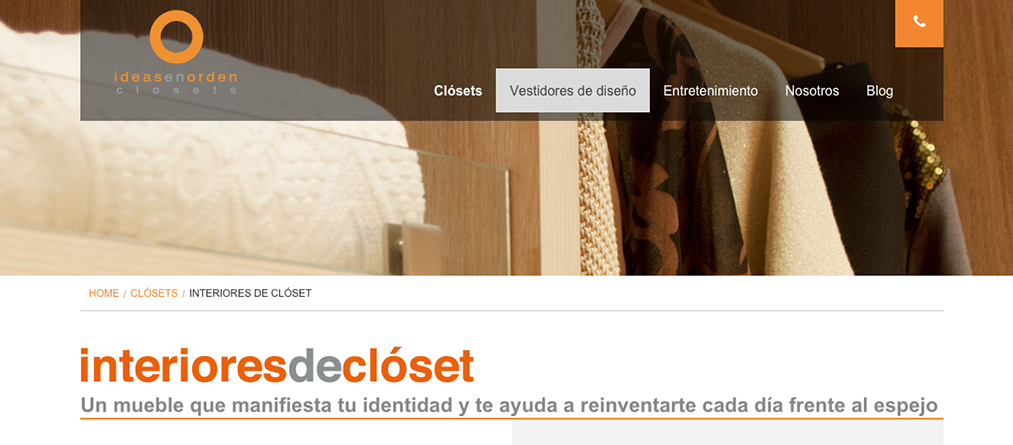 ideasenorden
closets
Clósets Vestidores de diseño Entretenimiento Nosotros Blog
HOME / CLÓSETS / INTERIORES DE CLÓSET
interioresdeclóset
Un mueble que manifiesta tu identidad y te ayuda a reinventarte cada día frente al espejo